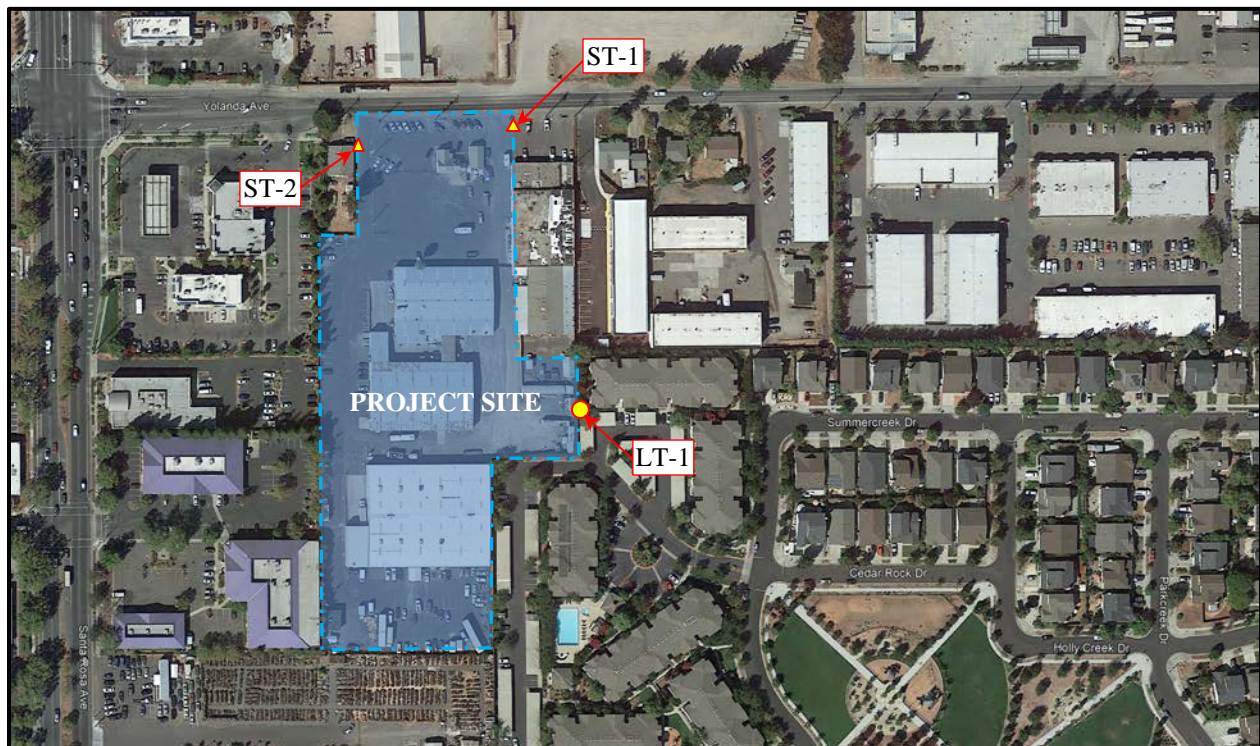 ST-1
Yolanda Ave
ST-2
PROJECT SITE
Summercreek Dr
LT-1
Cedar Rock Dr
Parkcreek Dr
Santa Rosa Ave
Holly Creek Dr